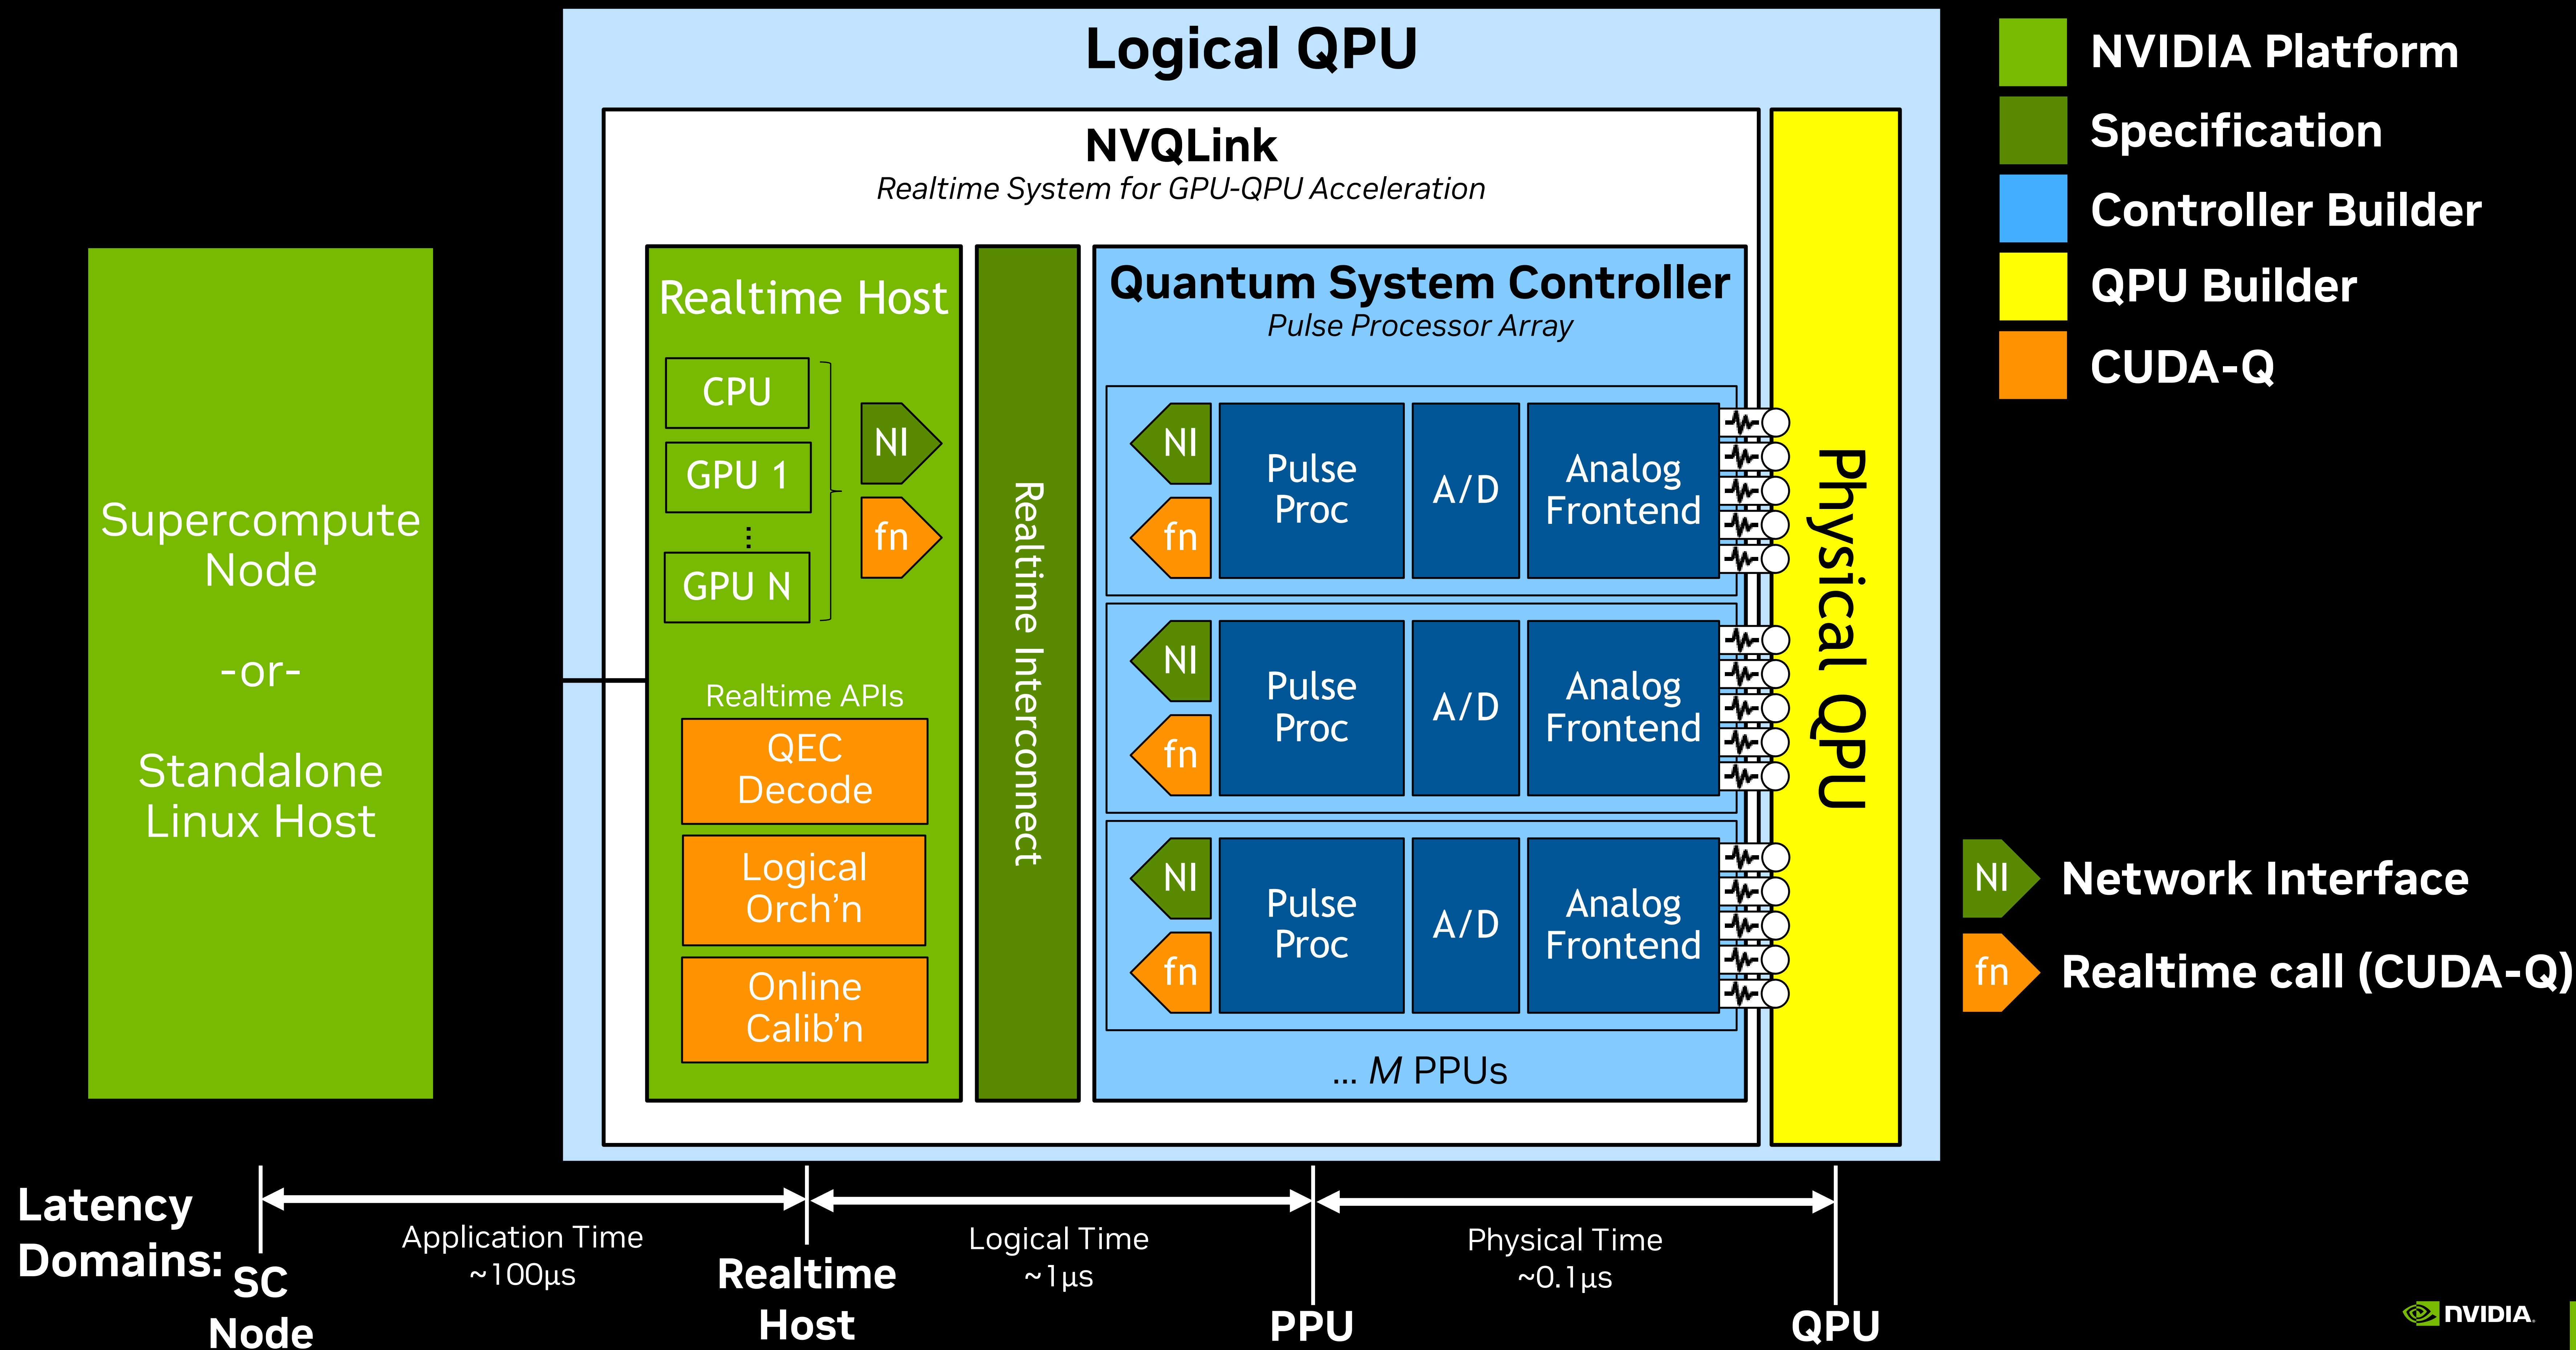 Logical QPU
NVQLink
Realtime System for GPU-QPU Acceleration
Supercompute
Node
-or-
Standalone
Linux Host
Realtime Host
CPU
GPU 1
⋮
GPU N
NI
fn
Realtime APIs
QEC
Decode
Logical
Orch’n
Online
Calib’n
Realtime Interconnect
Quantum System Controller
Pulse Processor Array
NI
fn
Pulse
Proc
A/D
Analog
Frontend
NI
fn
Pulse
Proc
A/D
Analog
Frontend
NI
fn
Pulse
Proc
A/D
Analog
Frontend
... M PPUs
Physical QPU
NVIDIA Platform
Specification
Controller Builder
QPU Builder
CUDA-Q
NI
Network Interface
fn
Realtime call (CUDA-Q)
Latency
Domains:
SC
Node
Application Time
~100µs
Realtime
Host
Logical Time
~1µs
PPU
Physical Time
~0.1µs
QPU
NVIDIA.